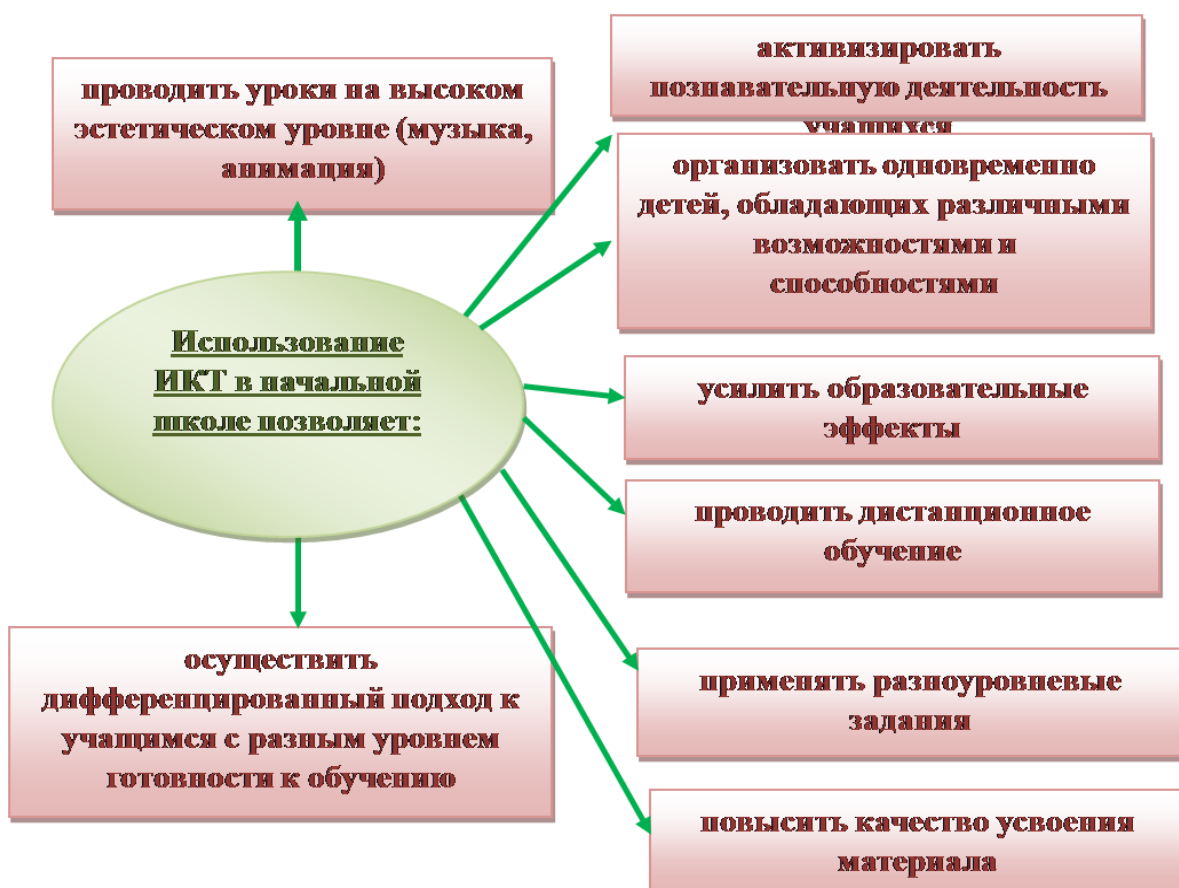 проводить уроки на высоком
эстетическом уровне (музыка,
анимация)
активизировать
познавательную деятельность
учащихся
организовать одновременно
детей, обладающих различными
возможностями и
способностями
Использование
ИКТ в начальной
школе позволяет:
усилить образовательные
эффекты
проводить дистанционное
обучение
осуществить
дифференцированный подход к
учащимся с разным уровнем
готовности к обучению
применять разноуровневые
задания
повысить качество усвоения
материала